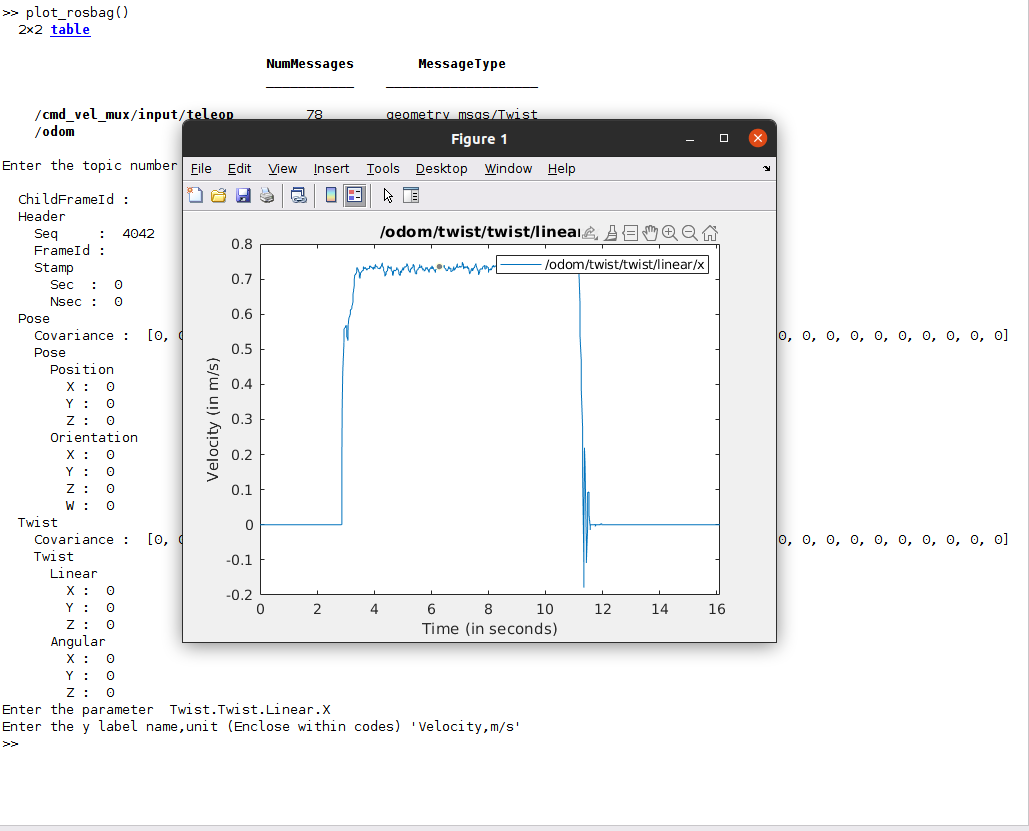 >> plot_rosbag()
2×2 table
NumMessages MessageType
/cmd_vel_mux/input/teleop 78 geometry_msgs/Twist
/odom
Enter the topic number
ChildFrameId :
Header
Seq : 4042
FrameId :
Stamp
Sec : 0
Nsec : 0
Pose
Covariance : [0, 0, 0, 0, 0, 0, 0, 0, 0, 0, 0]
Pose
Position
X : 0
Y : 0
Z : 0
Orientation
X : 0
Y : 0
Z : 0
W : 0
Twist
Covariance : [0, 0, 0, 0, 0, 0, 0, 0, 0, 0, 0]
Twist
Linear
X : 0
Y : 0
Z : 0
Angular
X : 0
Y : 0
Z : 0
Enter the parameter Twist.Twist.Linear.X
Enter the y label name,unit (Enclose within codes) 'Velocity,m/s'
>>
Figure 1
File Edit View Insert Tools Desktop Window Help
/odom/twist/twist/linear
/odom/twist/twist/linear/x
Velocity (in m/s)
0.8
0.7
0.6
0.5
0.4
0.3
0.2
0.1
0
-0.1
-0.2
0 2 4 6 8 10 12 14 16
Time (in seconds)